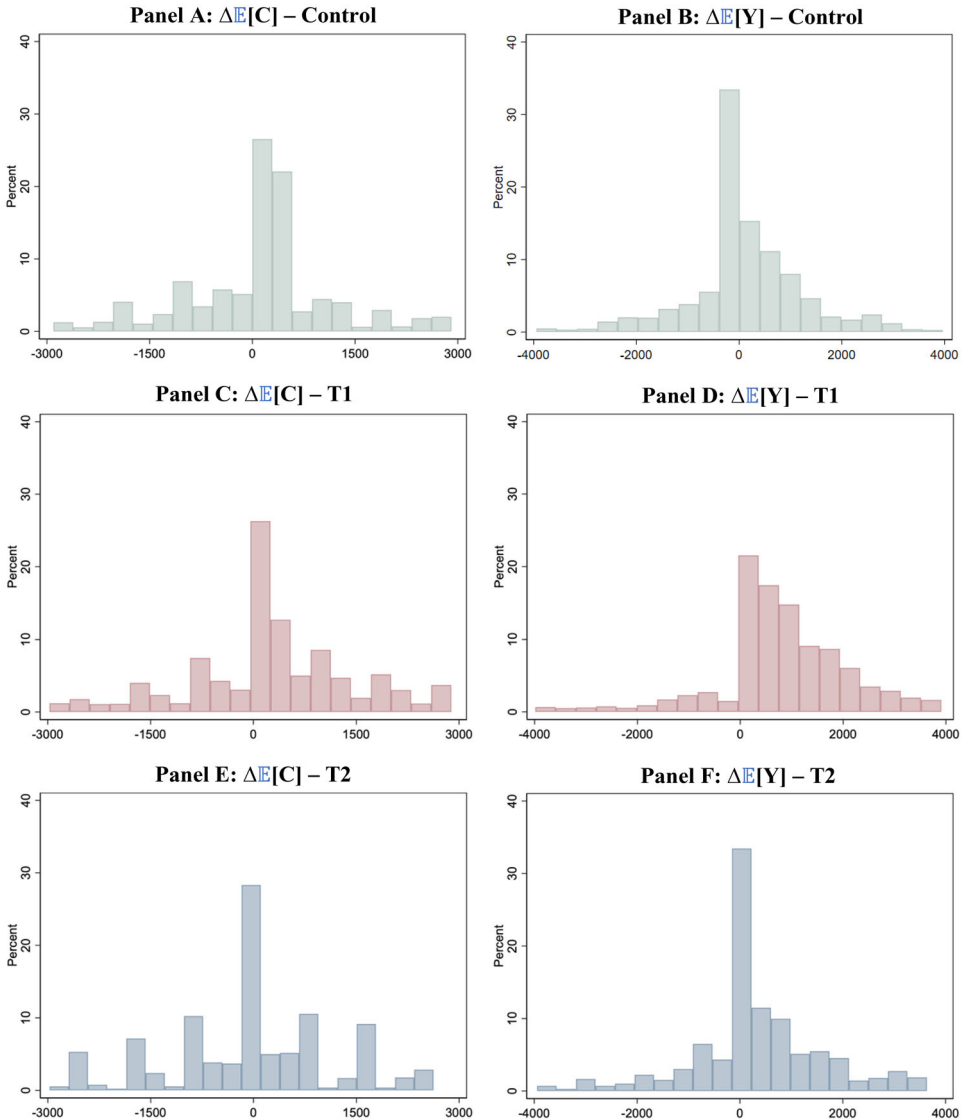 Panel A: Δ𝔼[C] – Control
Percent
40
30
20
10
0
-3000 -1500 0 1500 3000
Panel B: Δ𝔼[Y] – Control
Percent
40
30
20
10
0
-4000 -2000 0 2000 4000
Panel C: Δ𝔼[C] – T1
Percent
40
30
20
10
0
-3000 -1500 0 1500 3000
Panel D: Δ𝔼[Y] – T1
Percent
40
30
20
10
0
-4000 -2000 0 2000 4000
Panel E: Δ𝔼[C] – T2
Percent
40
30
20
10
0
-3000 -1500 0 1500 3000
Panel F: Δ𝔼[Y] – T2
Percent
40
30
20
10
0
-4000 -2000 0 2000 4000